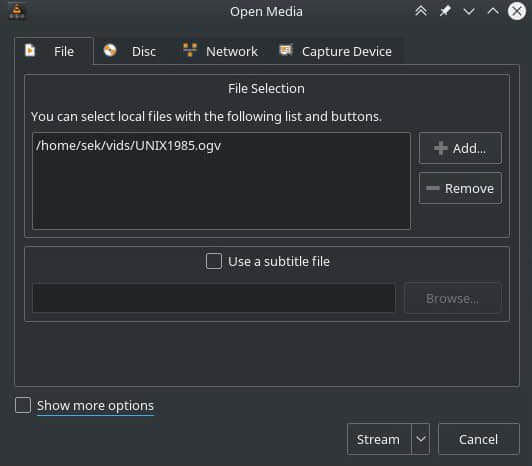 Open Media
File
Disc
Network
Capture Device
File Selection
You can select local files with the following list and buttons.
/home/sek/vids/UNIX1985.ogv
Add...
Remove
Use a subtitle file
Browse...
Show more options
Stream
Cancel